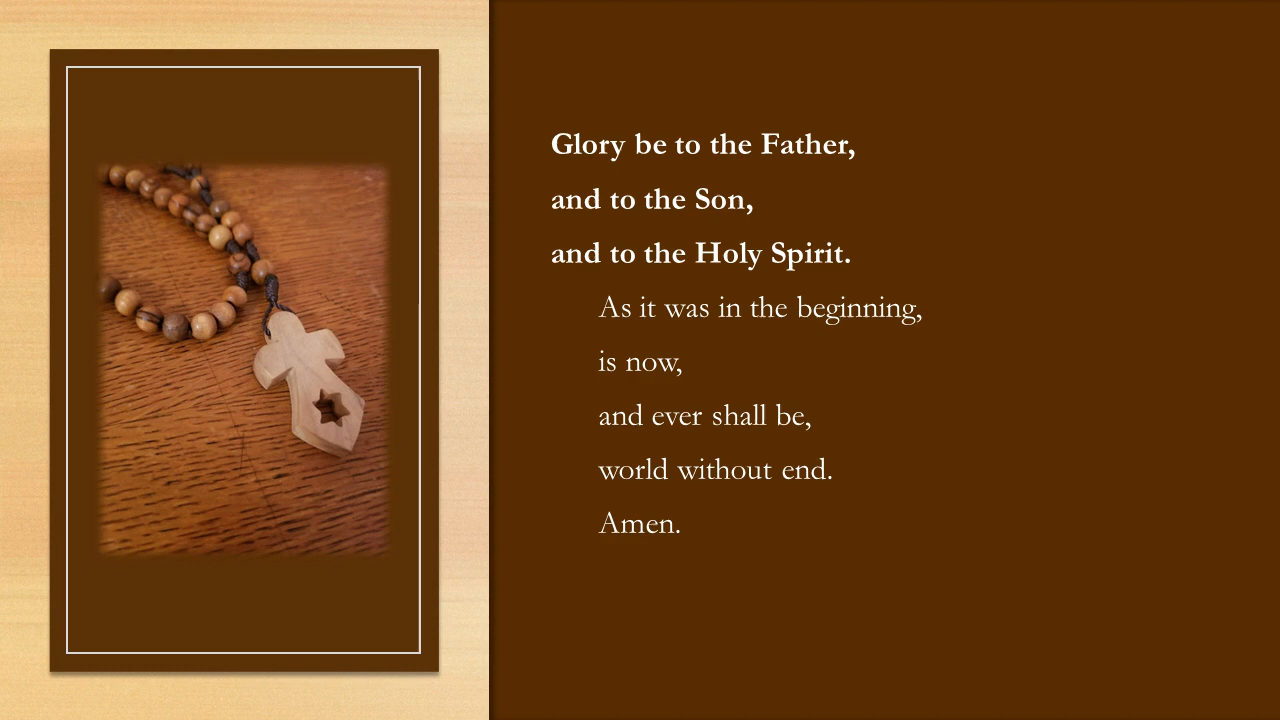 Glory be to the Father,
and to the Son,
and to the Holy Spirit.
As it was in the beginning,
is now,
and ever shall be,
world without end.
Amen.